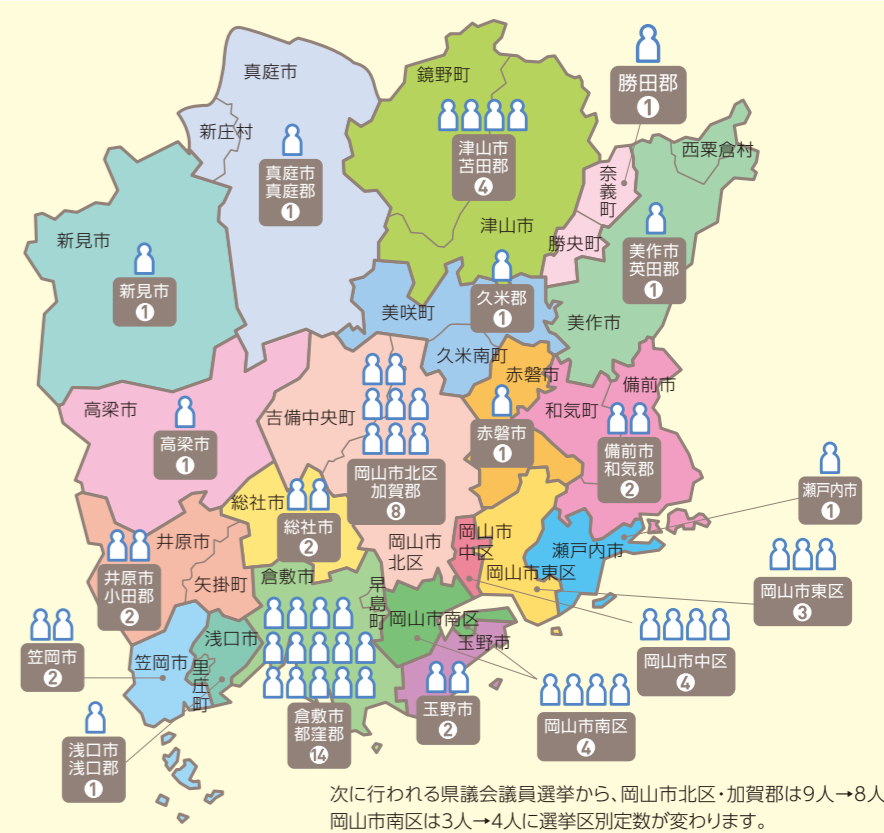 真庭市
鏡野町
勝田郡
1
新庄村
西粟倉村
真庭市
真庭郡
1
津山市
苫田郡
4
奈義町
新見市
津山市
勝央町
美作市
英田郡
1
新見市
1
久米郡
1
美咲町
美作市
久米南町
赤磐市
備前市
高梁市
吉備中央町
和気町
高梁市
1
赤磐市
1
備前市
和気郡
2
岡山市北区
加賀郡
8
瀬戸内市
1
総社市
総社市
2
岡山市
中区
井原市
岡山市
北区
瀬戸内市
岡山市東区
井原市
小田郡
2
矢掛町
倉敷市
早島町
岡山市東区
3
岡山市南区
浅口市
玉野市
笠岡市
2
笠岡市
里庄町
岡山市中区
4
倉敷市
都窪郡
14
玉野市
2
岡山市南区
4
浅口市
浅口郡
1
次に行われる県議会議員選挙から、岡山市北区・加賀郡は9人→8人
岡山市南区は3人→4人に選挙区別定数が変わります。